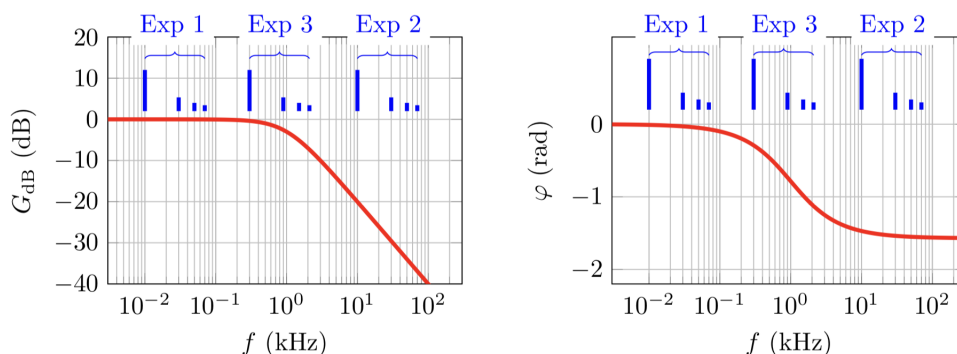 Exp 1 Exp 3 Exp 2
20
10
0
−10
−20
−30
−40
G_dB (dB)
10^−2 10^−1 10^0 10^1 10^2
f (kHz)
Exp 1 Exp 3 Exp 2
0
−1
−2
φ (rad)
10^−2 10^−1 10^0 10^1 10^2
f (kHz)